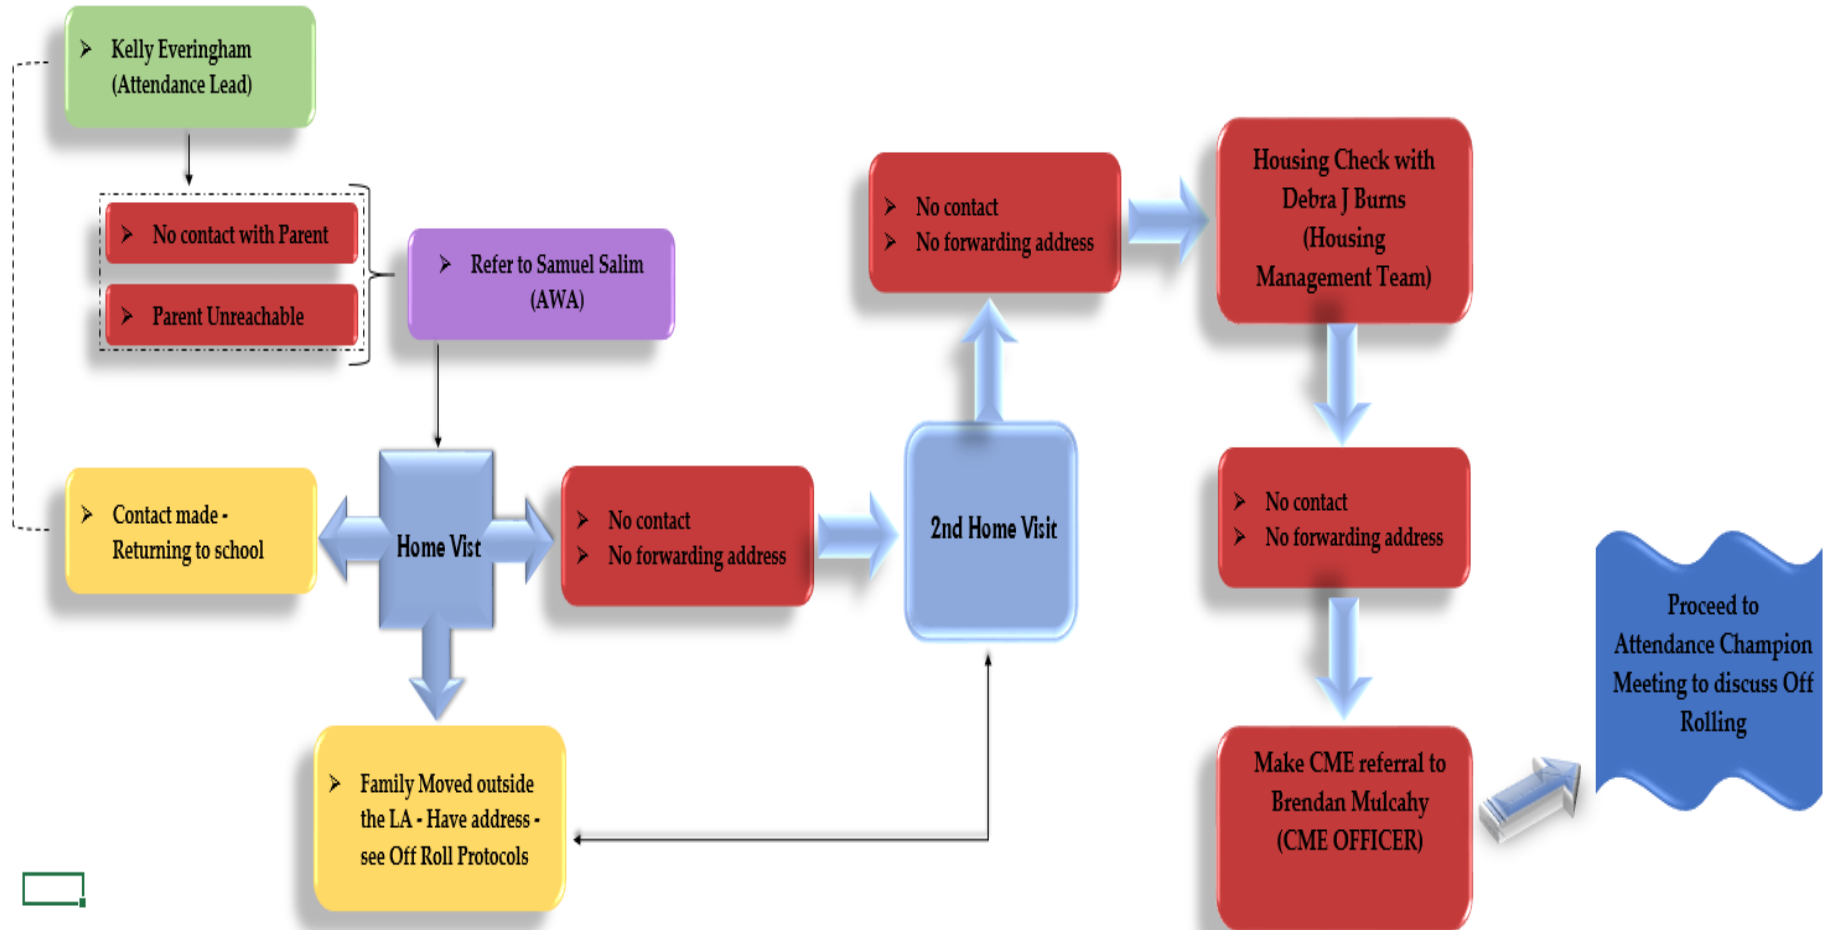 Kelly Everingham
(Attendance Lead)
No contact with Parent
Parent Unreachable
Refer to Samuel Salim
(AWA)
Contact made -
Returning to school
Home Vist
No contact
No forwarding address
Family Moved outside
the LA - Have address -
see Off Roll Protocols
2nd Home Visit
No contact
No forwarding address
Housing Check with
Debra J Burns
(Housing
Management Team)
No contact
No forwarding address
Make CME referral to
Brendan Mulcahy
(CME OFFICER)
Proceed to
Attendance Champion
Meeting to discuss Off
Rolling